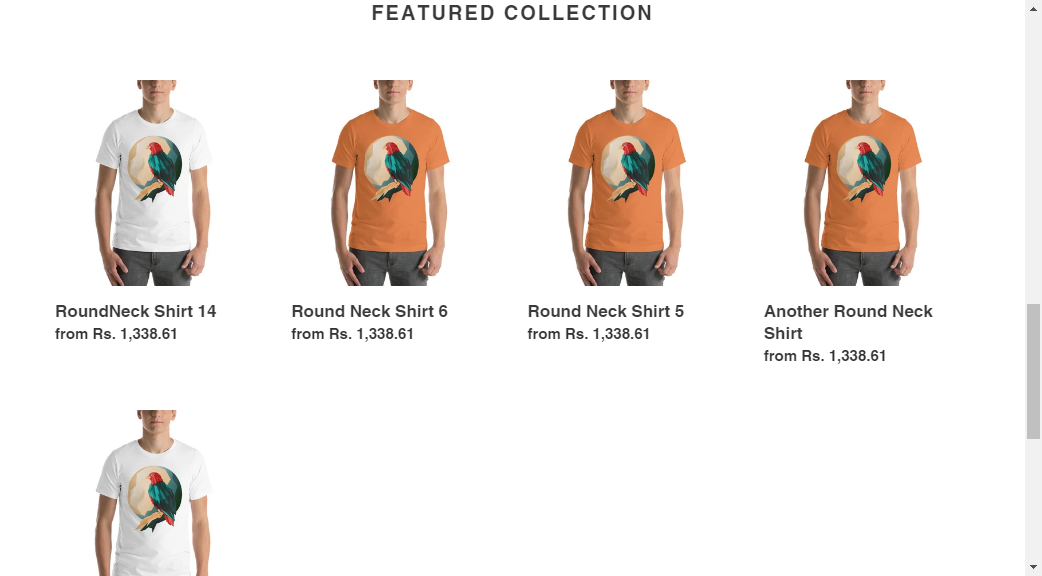 FEATURED COLLECTION
RoundNeck Shirt 14
from Rs. 1,338.61
Round Neck Shirt 6
from Rs. 1,338.61
Round Neck Shirt 5
from Rs. 1,338.61
Another Round Neck
Shirt
from Rs. 1,338.61